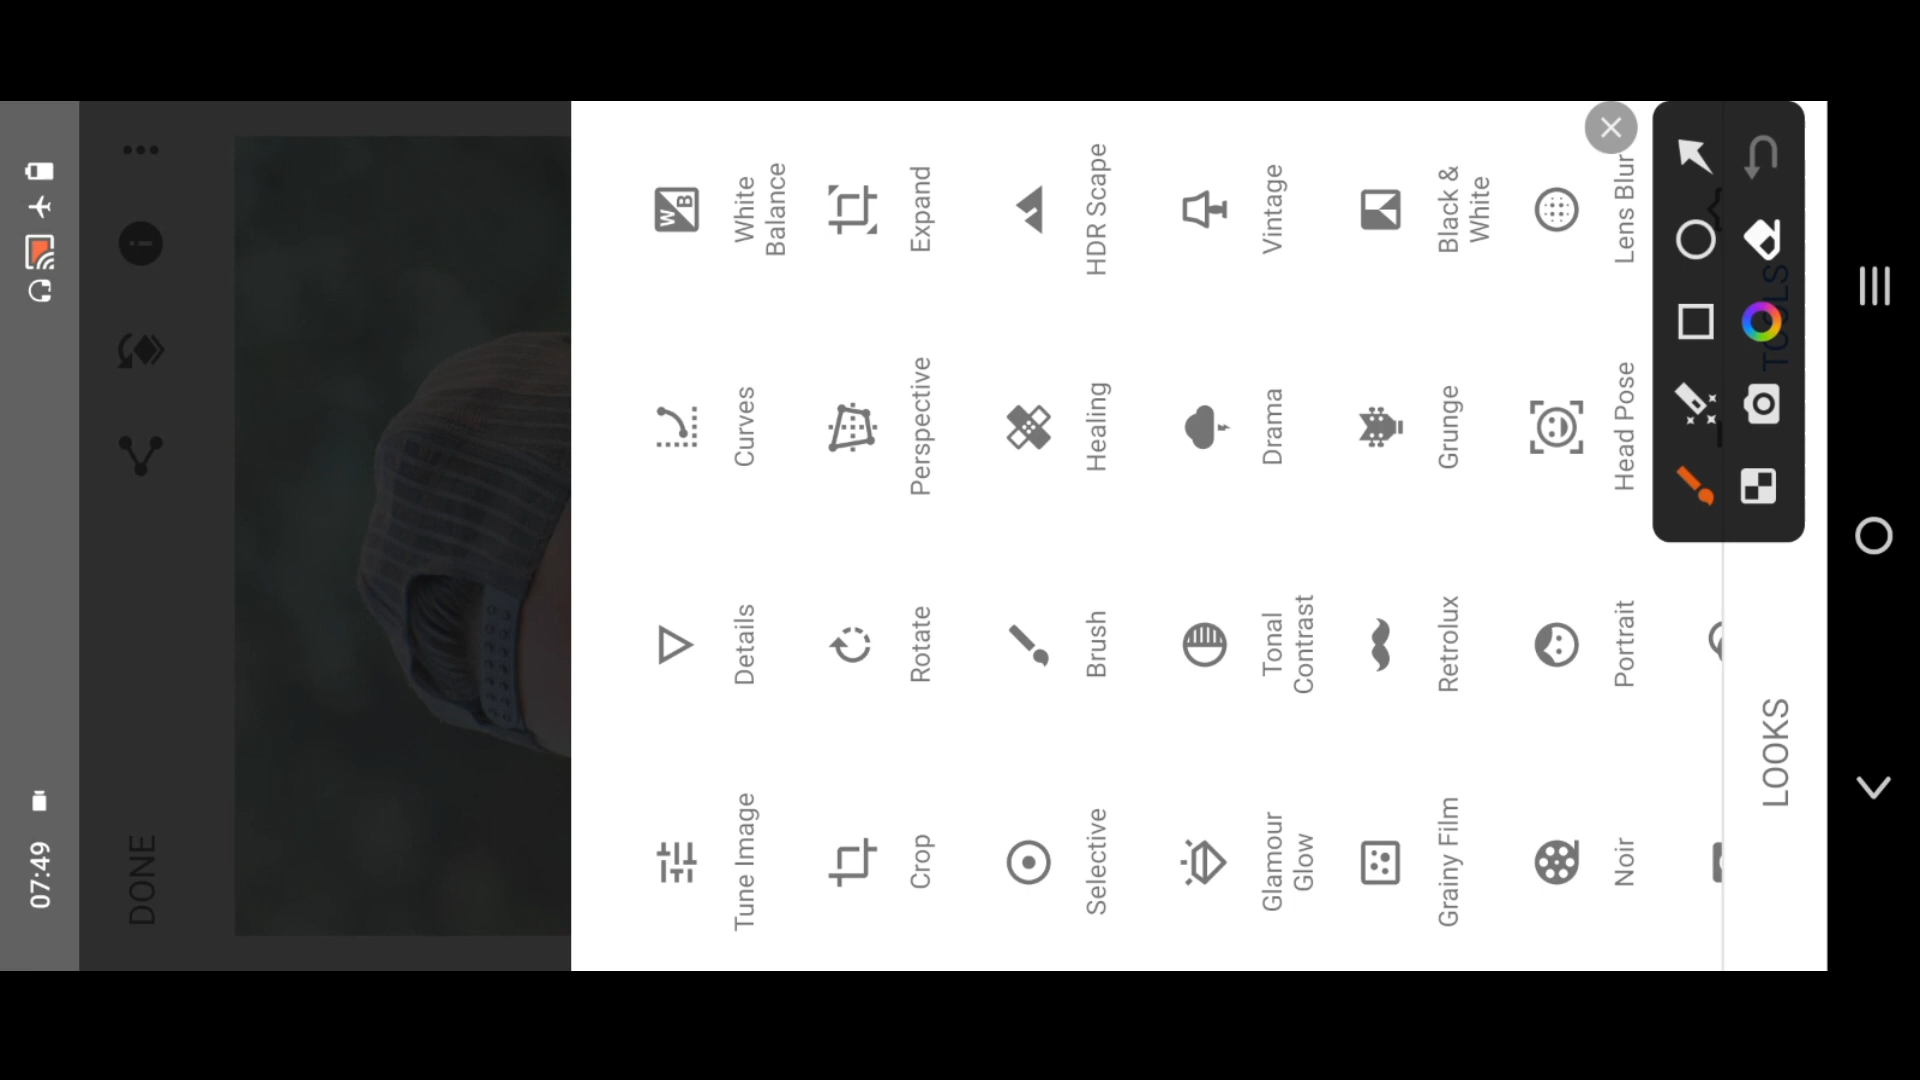 07:49
DONE
Tune Image
Details
Curves
White
Balance
Crop
Rotate
Perspective
Expand
Selective
Brush
Healing
HDR Scape
Glamour
Glow
Tonal
Contrast
Drama
Vintage
Grainy Film
Retrolux
Grunge
Black &
White
Noir
Portrait
Head Pose
Lens Blur
LOOKS
TOOLS